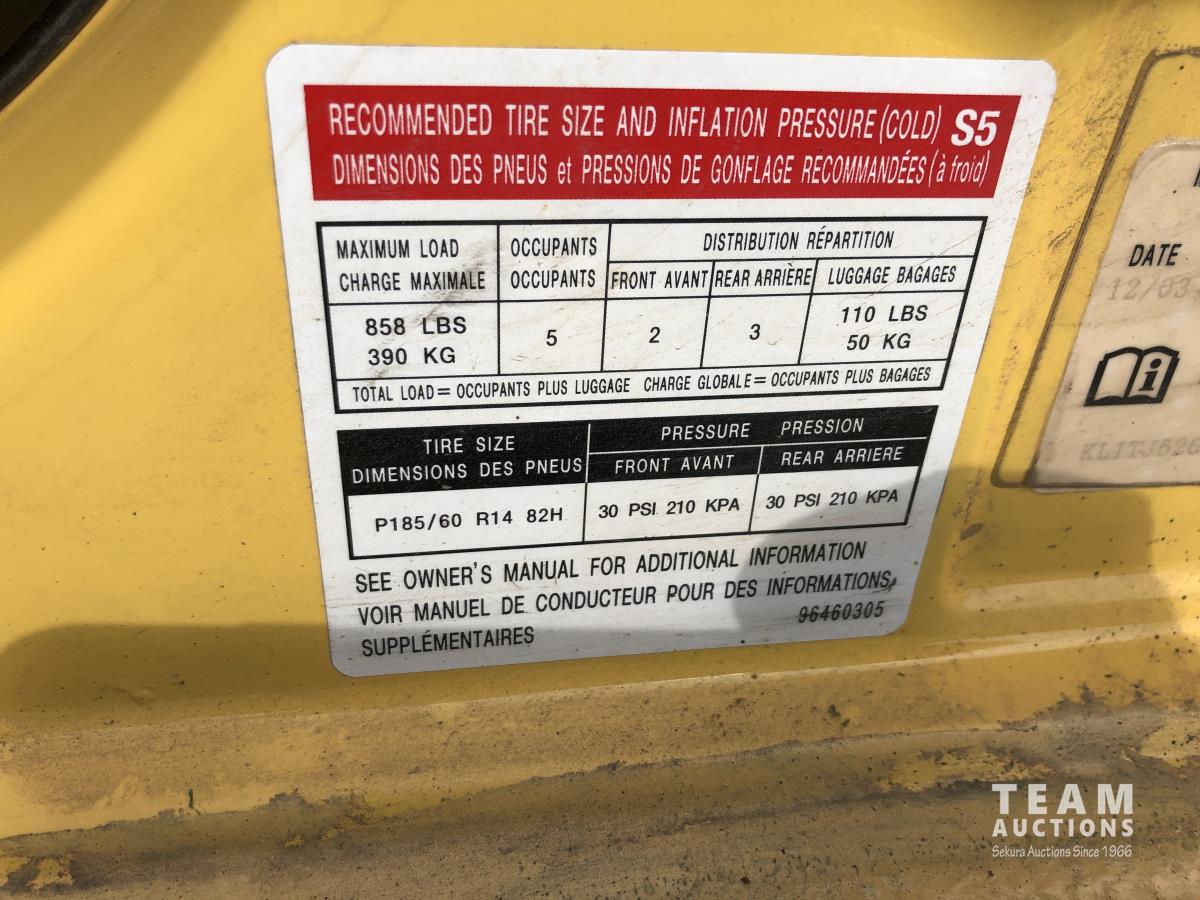 RECOMMENDED TIRE SIZE AND INFLATION PRESSURE (COLD) S5
DIMENSIONS DES PNEUS et PRESSIONS DE GONFLAGE RECOMMANDÉES (à froid)
MAXIMUM LOAD OCCUPANTS DISTRIBUTION RÉPARTITION
CHARGE MAXIMALE OCCUPANTS FRONT AVANT REAR ARRIÈRE LUGGAGE BAGAGES
858 LBS 5 2 3 110 LBS
390 KG 50 KG
TOTAL LOAD = OCCUPANTS PLUS LUGGAGE CHARGE GLOBALE = OCCUPANTS PLUS BAGAGES
TIRE SIZE PRESSURE PRESSION
DIMENSIONS DES PNEUS FRONT AVANT REAR ARRIERE
P185/60 R14 82H 30 PSI 210 KPA 30 PSI 210 KPA
SEE OWNER'S MANUAL FOR ADDITIONAL INFORMATION
VOIR MANUEL DE CONDUCTEUR POUR DES INFORMATIONS
SUPPLÉMENTAIRES
96460305
DATE
12/03
i
TEAM
AUCTIONS
Sekura Auctions Since 1966